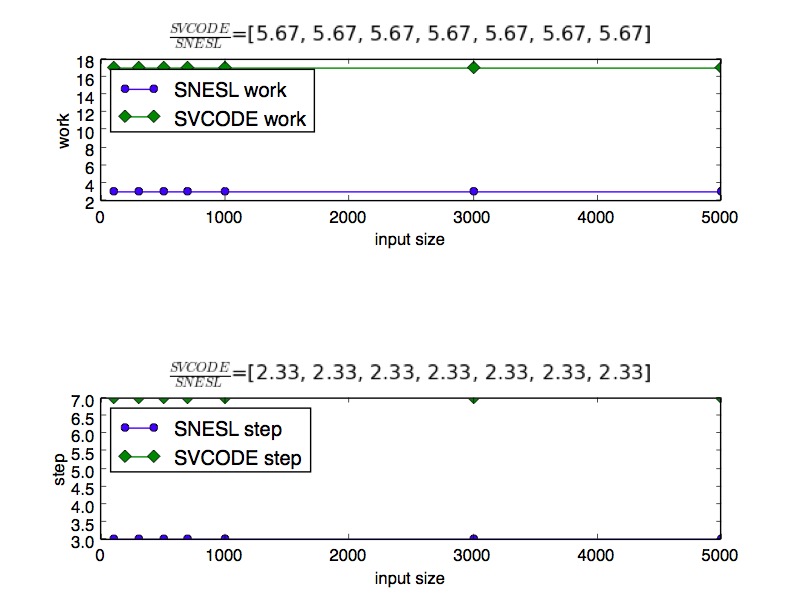 SVCODE
SNESL =[5.67, 5.67, 5.67, 5.67, 5.67, 5.67, 5.67]
18
16
14
12
10
8
6
4
2
work
SNESL work
SVCODE work
0 1000 2000 3000 4000 5000
input size
SVCODE
SNESL =[2.33, 2.33, 2.33, 2.33, 2.33, 2.33, 2.33]
7.0
6.5
6.0
5.5
5.0
4.5
4.0
3.5
3.0
step
SNESL step
SVCODE step
0 1000 2000 3000 4000 5000
input size